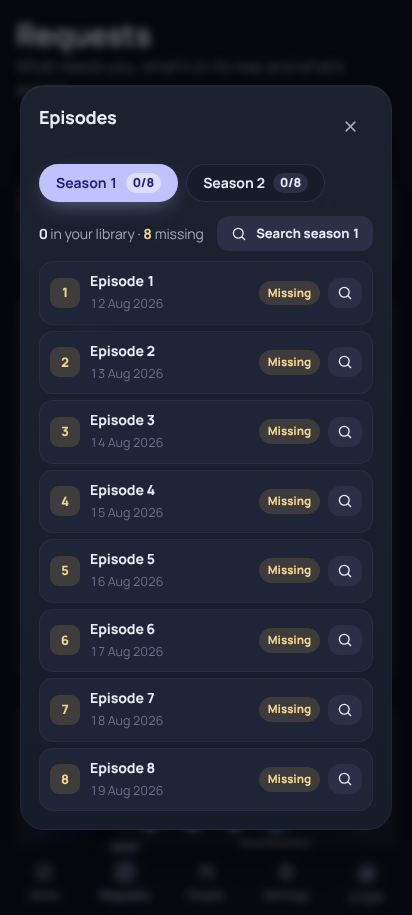 Requests
Episodes
Season 1 0/8
Season 2 0/8
0 in your library · 8 missing
Search season 1
1
Episode 1
12 Aug 2026
Missing
2
Episode 2
13 Aug 2026
Missing
3
Episode 3
14 Aug 2026
Missing
4
Episode 4
15 Aug 2026
Missing
5
Episode 5
16 Aug 2026
Missing
6
Episode 6
17 Aug 2026
Missing
7
Episode 7
18 Aug 2026
Missing
8
Episode 8
19 Aug 2026
Missing